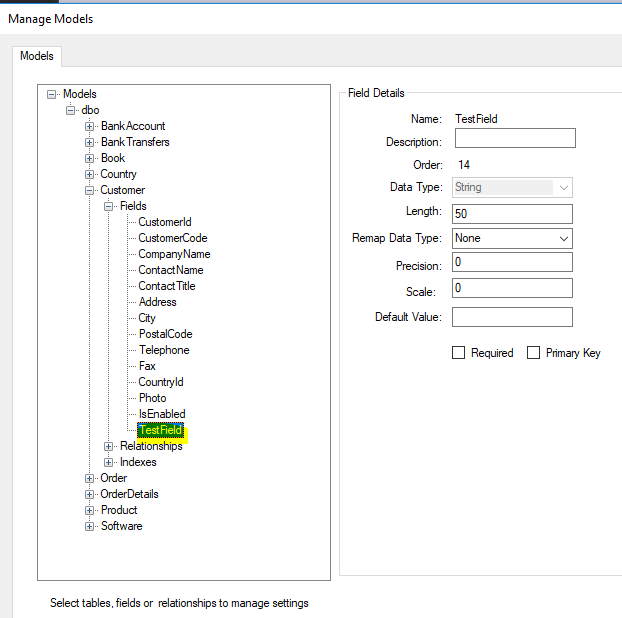 Manage Models
Models
Models
dbo
BankAccount
BankTransfers
Book
Country
Customer
Fields
CustomerId
CustomerCode
CompanyName
ContactName
ContactTitle
Address
City
PostalCode
Telephone
Fax
CountryId
Photo
IsEnabled
TestField
Relationships
Indexes
Order
OrderDetails
Product
Software
Field Details
Name: TestField
Description:
Order: 14
Data Type: String
Length: 50
Remap Data Type: None
Precision: 0
Scale: 0
Default Value:
Required Primary Key
Select tables, fields or relationships to manage settings